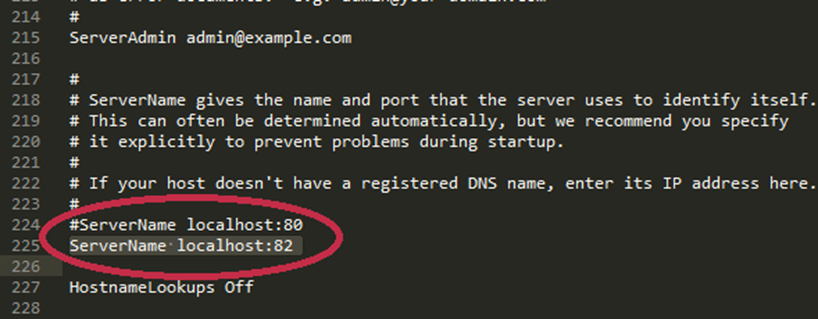 214 #
215 ServerAdmin admin@example.com
216
217 #
218 # ServerName gives the name and port that the server uses to identify itself.
219 # This can often be determined automatically, but we recommend you specify
220 # it explicitly to prevent problems during startup.
221 #
222 # If your host doesn't have a registered DNS name, enter its IP address here.
223 #
224 #ServerName localhost:80
225 ServerName localhost:82
226
227 HostnameLookups Off
228